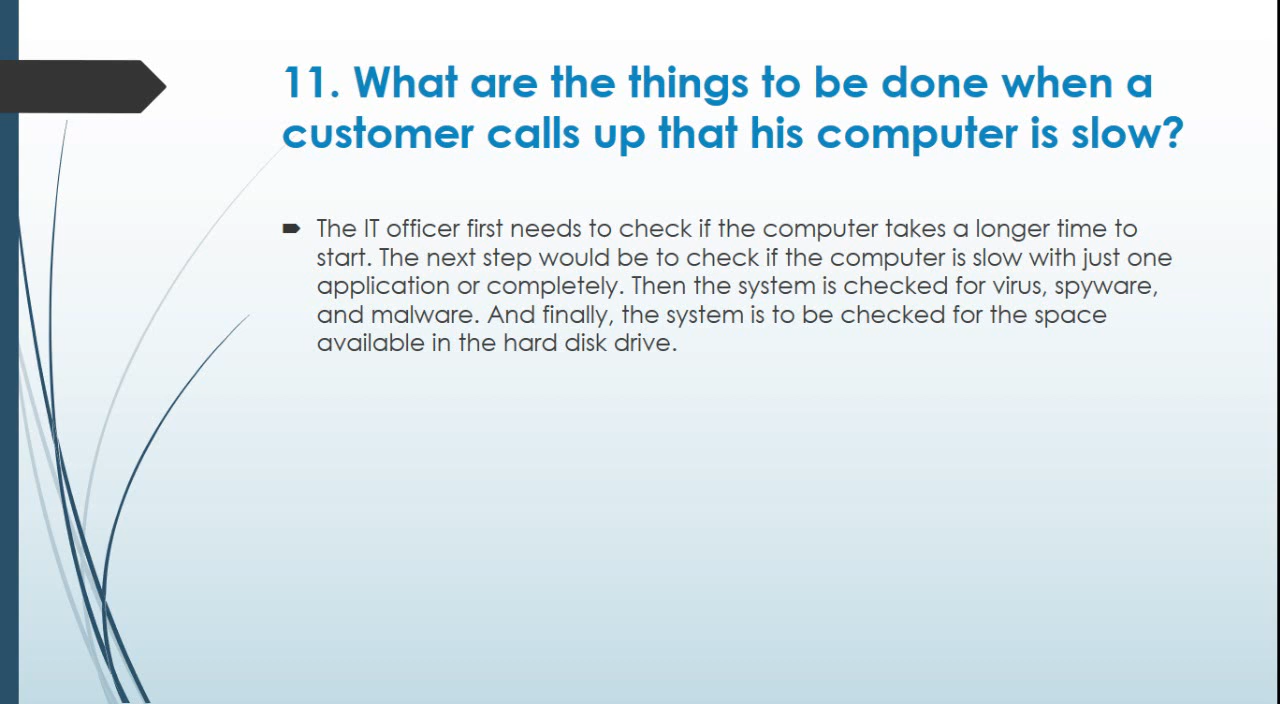 11. What are the things to be done when a
customer calls up that his computer is slow?
The IT officer first needs to check if the computer takes a longer time to
start. The next step would be to check if the computer is slow with just one
application or completely. Then the system is checked for virus, spyware,
and malware. And finally, the system is to be checked for the space
available in the hard disk drive.